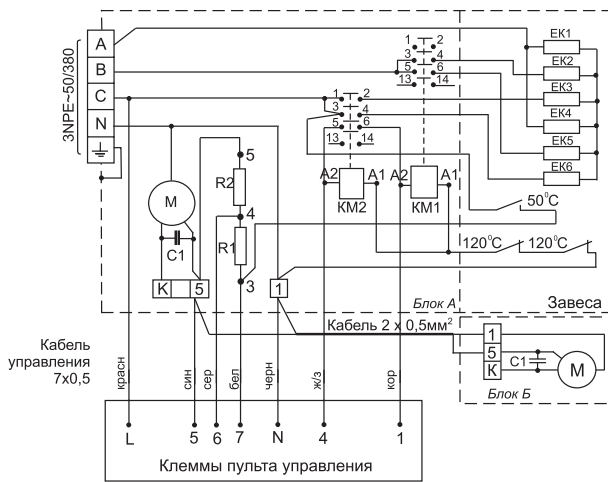 3NPE~50/380
A
B
C
N
1 2
3 4
5 6
13 14
1 2
3 4
5 6
13 14
EK1
EK2
EK3
EK4
EK5
EK6
A2 A1
КМ2
A2 A1
КМ1
M
C1
K 5
5
R2
4
R1
3
1
50°C
120°C 120°C
Блок А
Завеса
Кабель 2 x 0,5мм²
1
5
К
C1
M
Блок Б
Кабель
управления
7x0,5
красн
син
сер
бел
черн
ж/з
кор
L 5 6 7 N 4 1
Клеммы пульта управления